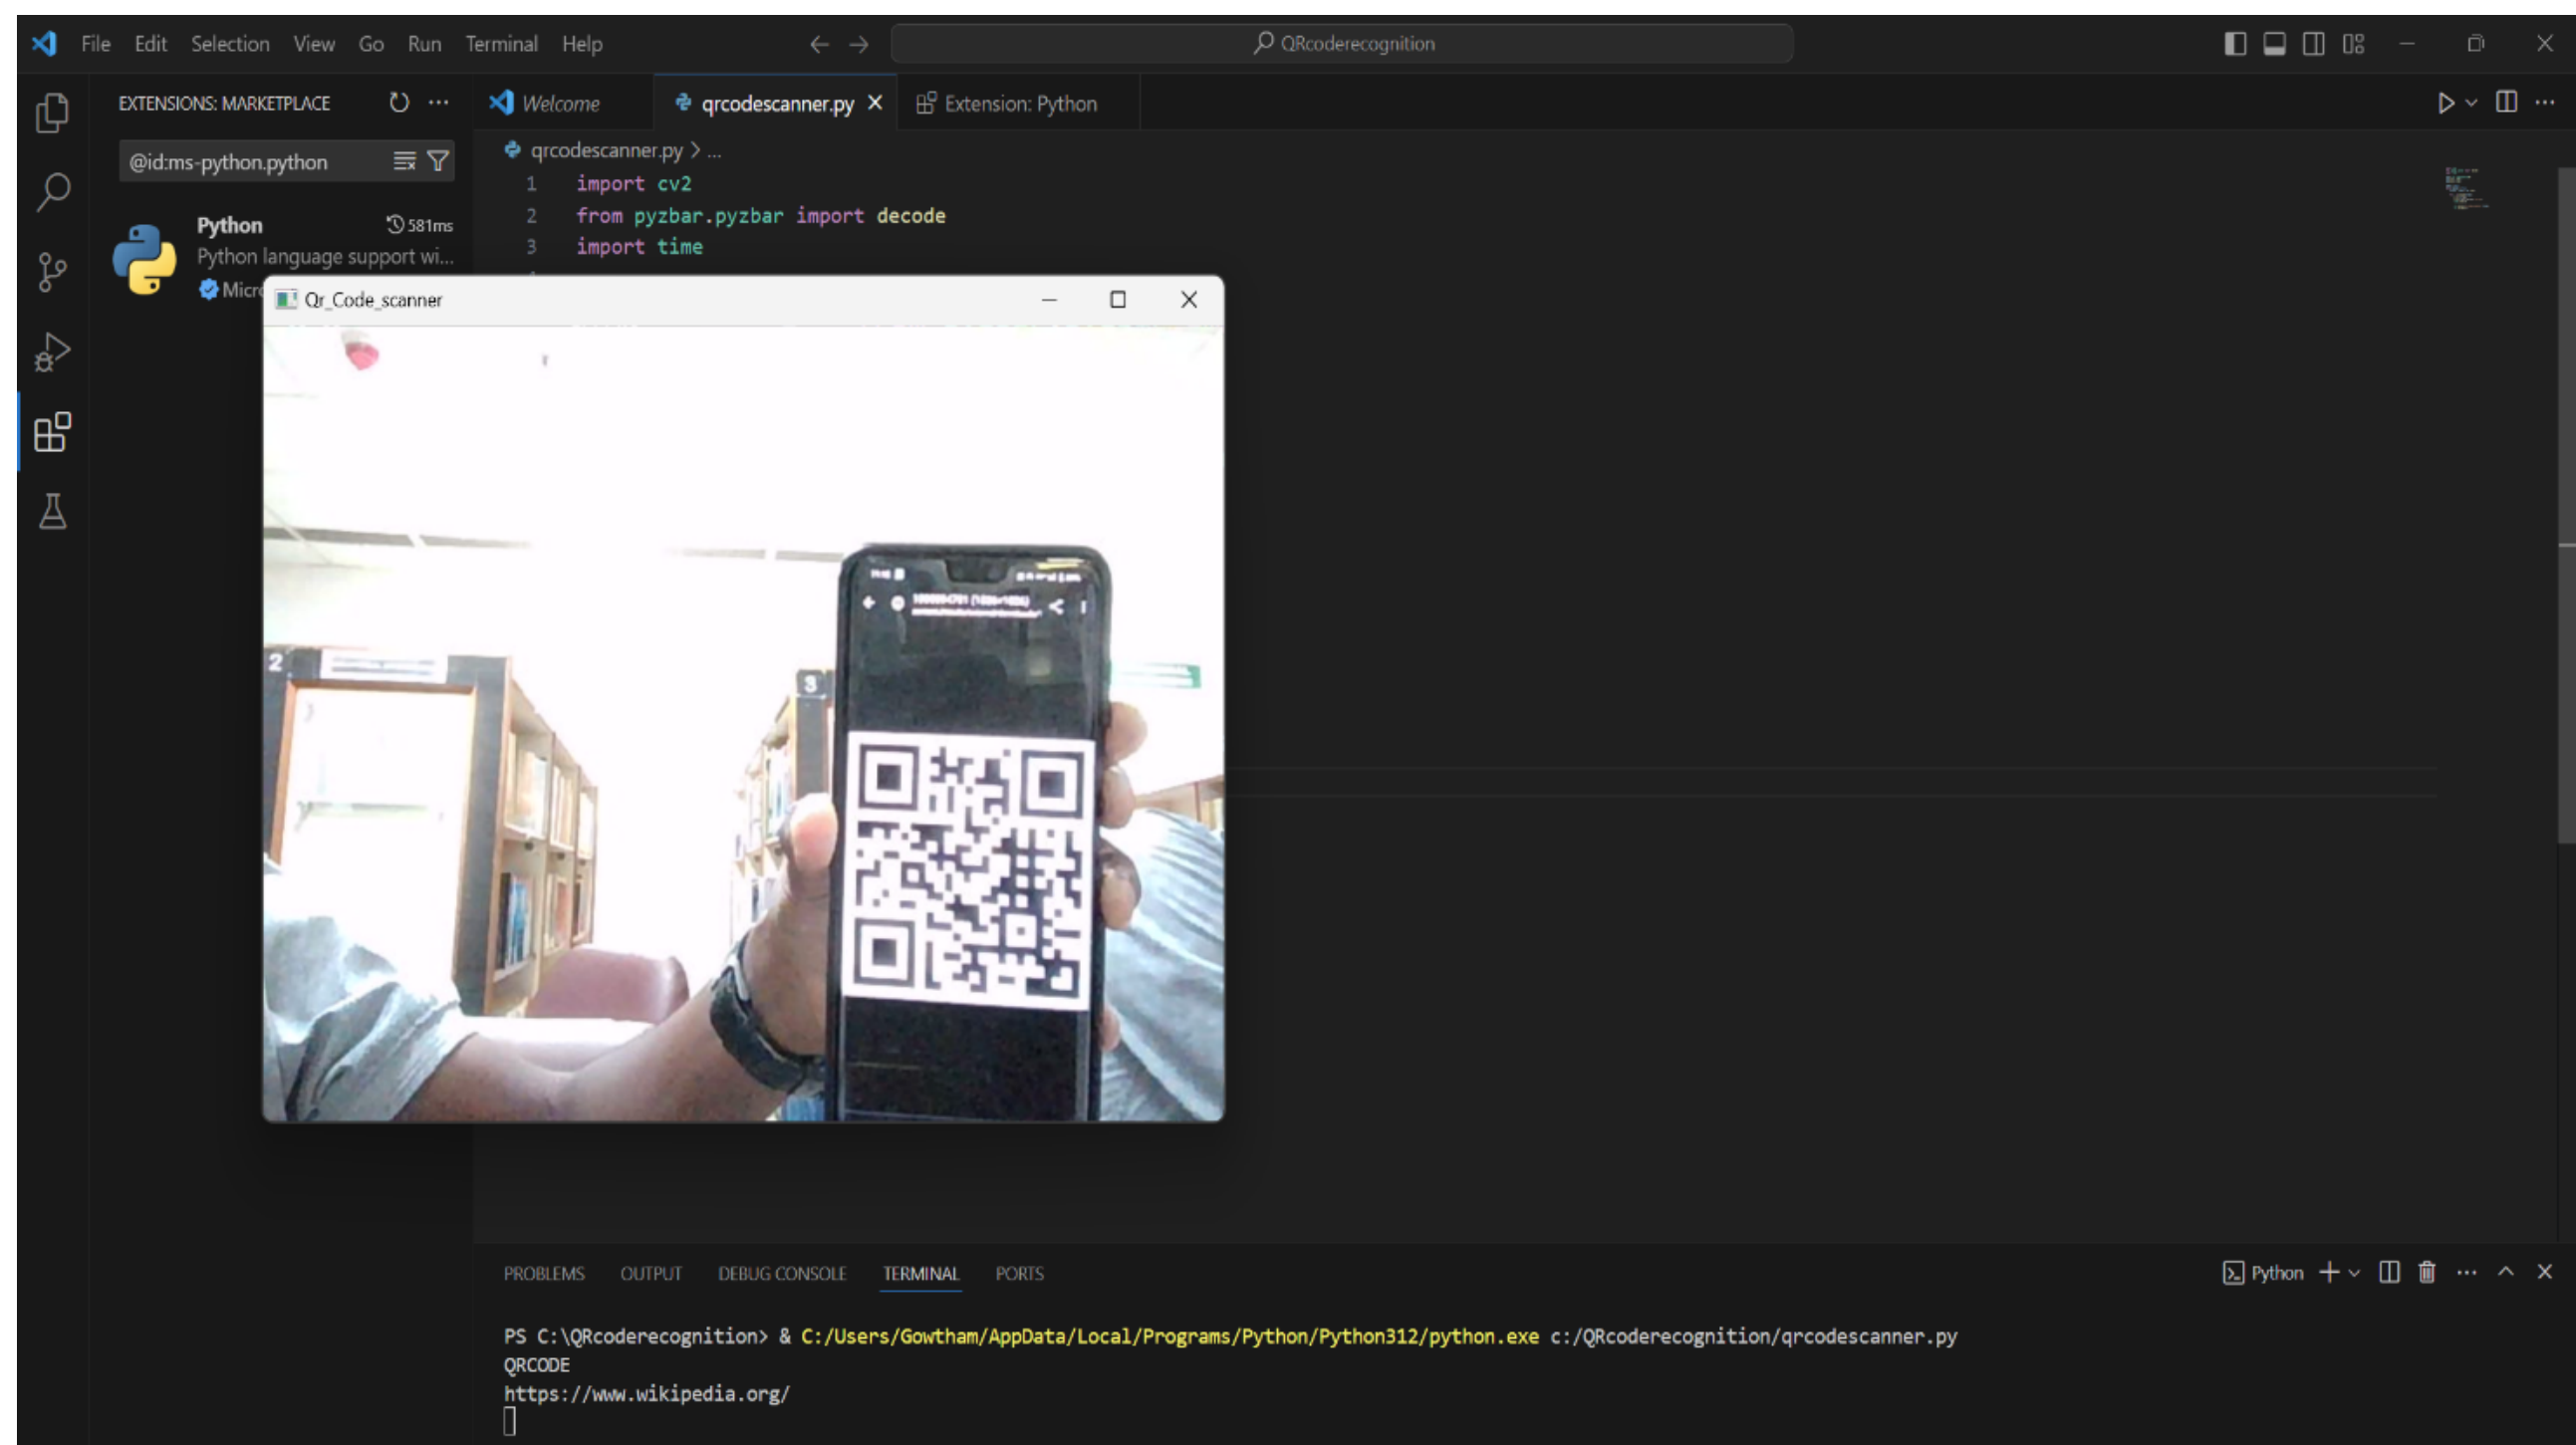 File Edit Selection View Go Run Terminal Help
QRcoderecognition
EXTENSIONS: MARKETPLACE
Welcome
qrcodescanner.py
Extension: Python
@id:ms-python.python
qrcodescanner.py > ...
1 import cv2
2 from pyzbar.pyzbar import decode
3 import time
Python 581ms
Python language support wi...
Micro
Qr_Code_scanner
2
3
PROBLEMS OUTPUT DEBUG CONSOLE TERMINAL PORTS
Python
PS C:\QRcoderecognition> & C:/Users/Gowtham/AppData/Local/Programs/Python/Python312/python.exe c:/QRcoderecognition/qrcodescanner.py
QRCODE
https://www.wikipedia.org/